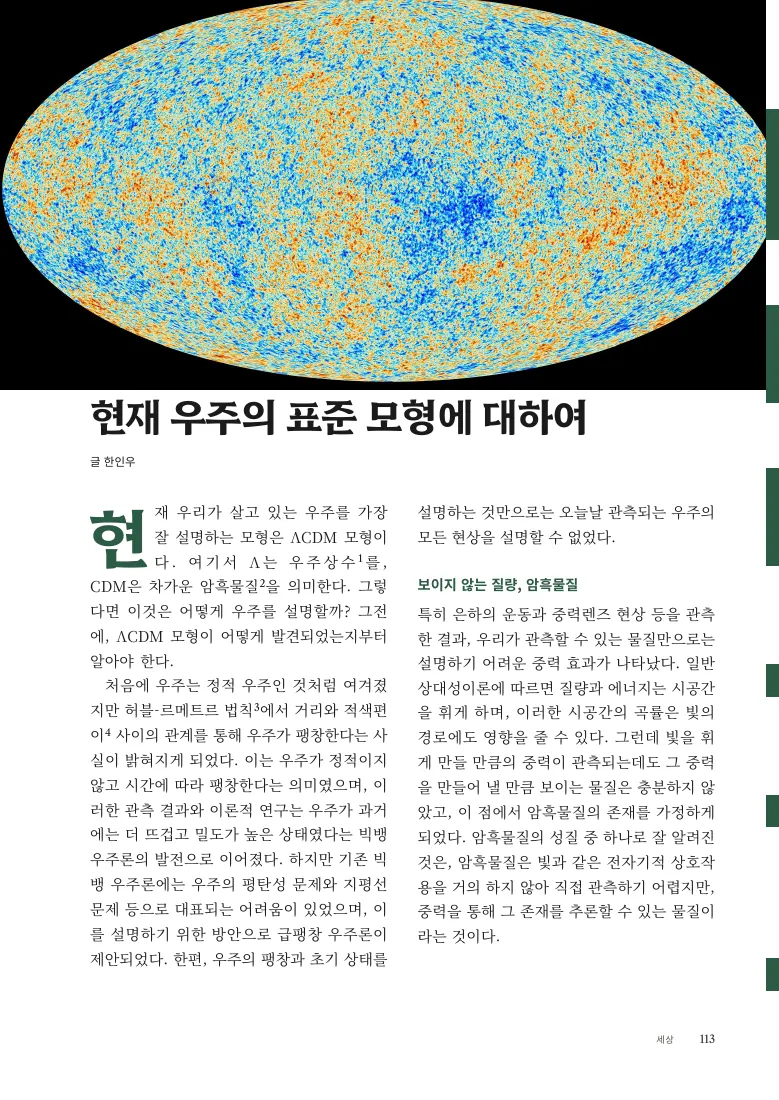 현재 우주의 표준 모형에 대하여
글 한인우
현재 우리가 살고 있는 우주를 가장
잘 설명하는 모형은 ΛCDM 모형이
다. 여기서 Λ는 우주상수1를,
CDM은 차가운 암흑물질2을 의미한다. 그렇
다면 이것은 어떻게 우주를 설명할까? 그전
에, ΛCDM 모형이 어떻게 발견되었는지부터
알아야 한다.
처음에 우주는 정적 우주인 것처럼 여겨졌
지만 허블-르메트르 법칙3에서 거리와 적색편
이4 사이의 관계를 통해 우주가 팽창한다는 사
실이 밝혀지게 되었다. 이는 우주가 정적이지
않고 시간에 따라 팽창한다는 의미였으며, 이
러한 관측 결과와 이론적 연구는 우주가 과거
에는 더 뜨겁고 밀도가 높은 상태였다는 빅뱅
우주론의 발전으로 이어졌다. 하지만 기존 빅
뱅 우주론에는 우주의 평탄성 문제와 지평선
문제 등으로 대표되는 어려움이 있었으며, 이
를 설명하기 위한 방안으로 급팽창 우주론이
제안되었다. 한편, 우주의 팽창과 초기 상태를
설명하는 것만으로는 오늘날 관측되는 우주의
모든 현상을 설명할 수 없었다.
보이지 않는 질량, 암흑물질
특히 은하의 운동과 중력렌즈 현상 등을 관측
한 결과, 우리가 관측할 수 있는 물질만으로는
설명하기 어려운 중력 효과가 나타났다. 일반
상대성이론에 따르면 질량과 에너지는 시공간
을 휘게 하며, 이러한 시공간의 곡률은 빛의
경로에도 영향을 줄 수 있다. 그런데 빛을 휘
게 만들 만큼의 중력이 관측되는데도 그 중력
을 만들어 낼 만큼 보이는 물질은 충분하지 않
았고, 이 점에서 암흑물질의 존재를 가정하게
되었다. 암흑물질의 성질 중 하나로 잘 알려진
것은, 암흑물질은 빛과 같은 전자기적 상호작
용을 거의 하지 않아 직접 관측하기 어렵지만,
중력을 통해 그 존재를 추론할 수 있는 물질이
라는 것이다.
세상 113